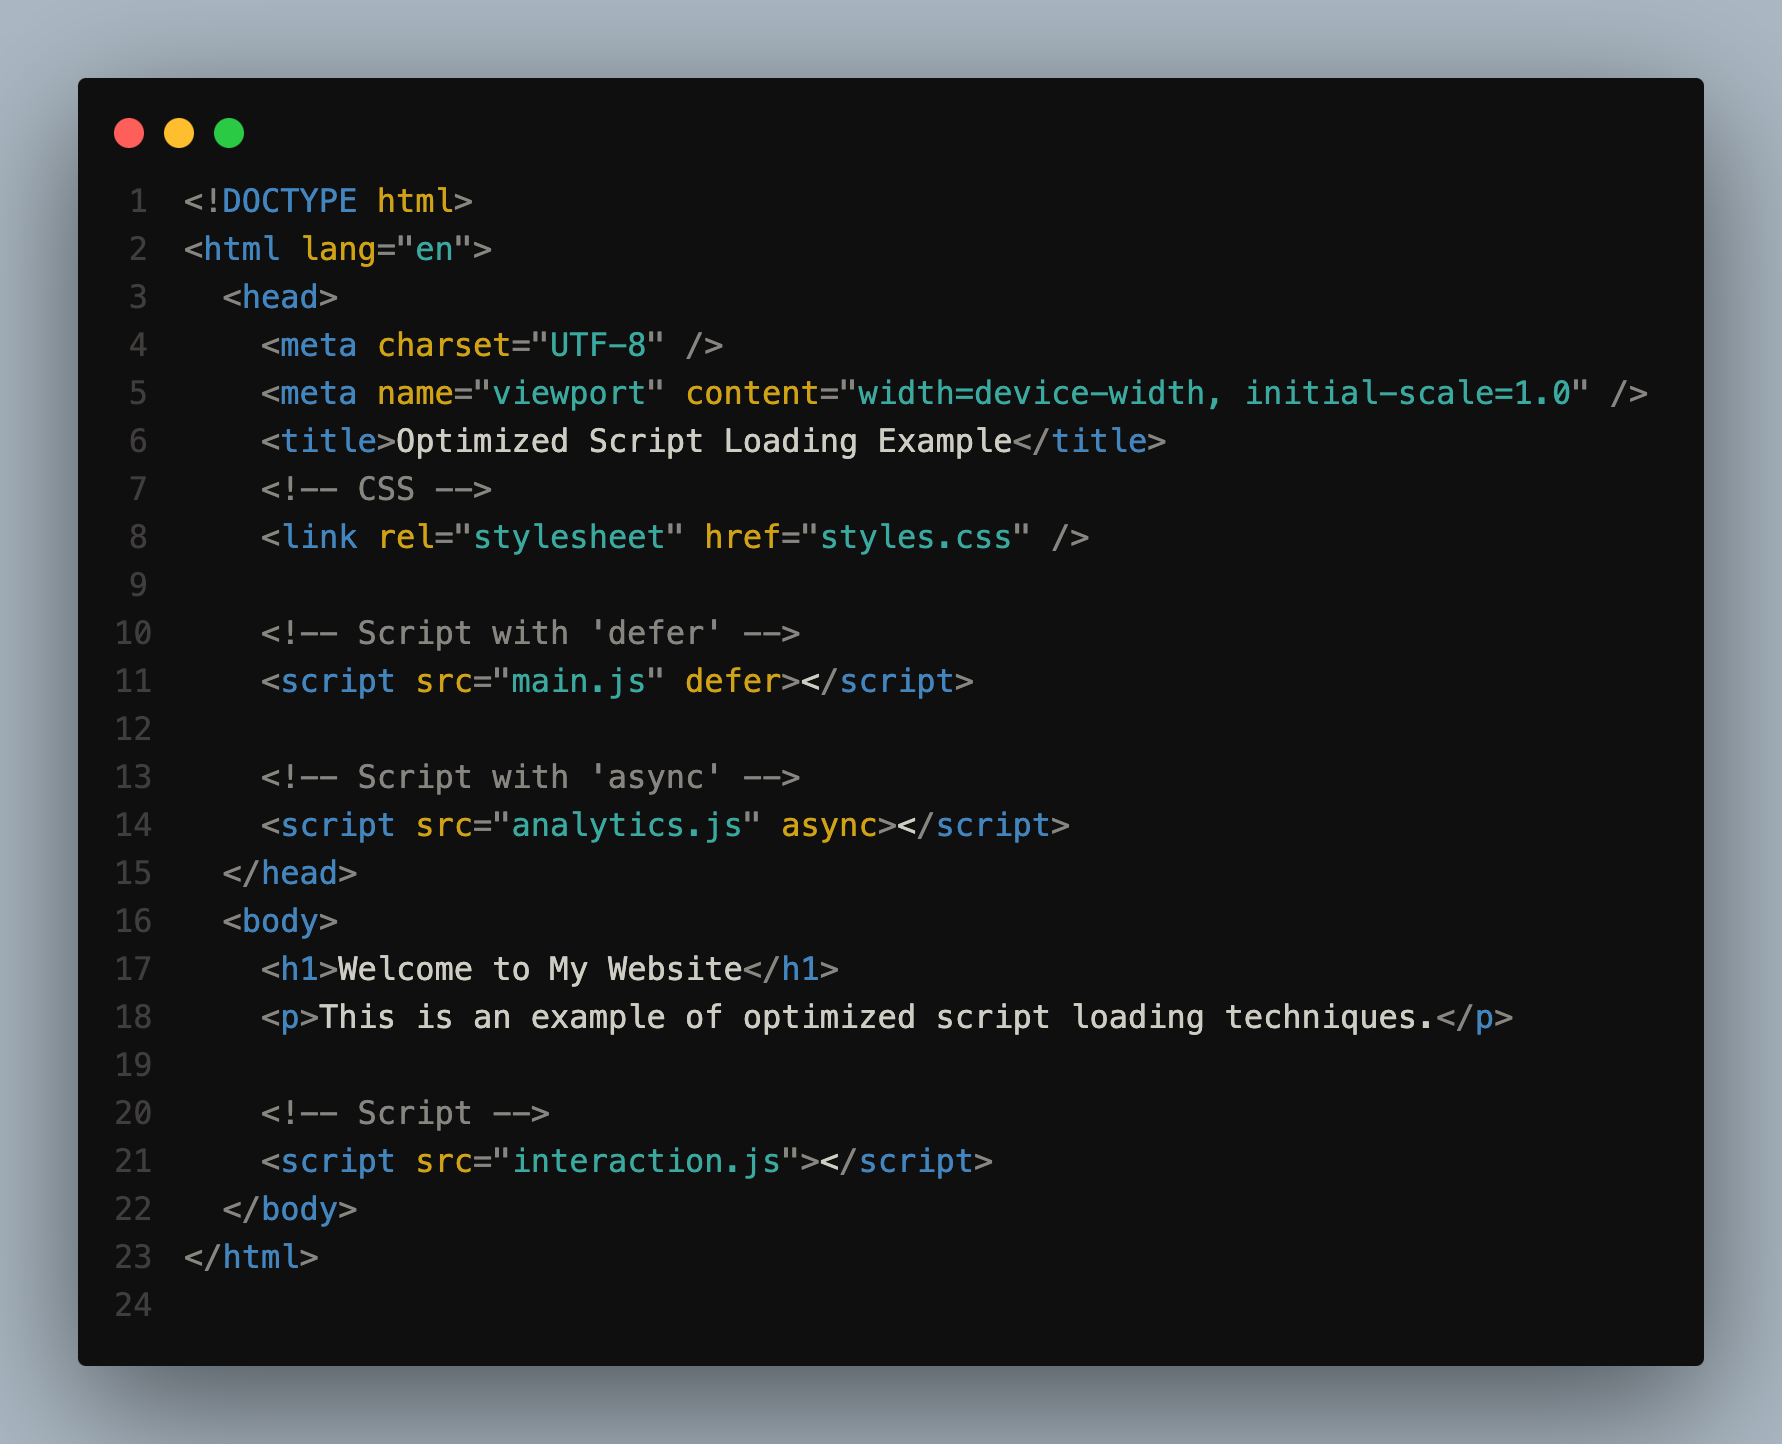 1 <!DOCTYPE html>
2 <html lang="en">
3   <head>
4     <meta charset="UTF-8" />
5     <meta name="viewport" content="width=device-width, initial-scale=1.0" />
6     <title>Optimized Script Loading Example</title>
7     <!-- CSS -->
8     <link rel="stylesheet" href="styles.css" />
9
10     <!-- Script with 'defer' -->
11     <script src="main.js" defer></script>
12
13     <!-- Script with 'async' -->
14     <script src="analytics.js" async></script>
15   </head>
16   <body>
17     <h1>Welcome to My Website</h1>
18     <p>This is an example of optimized script loading techniques.</p>
19
20     <!-- Script -->
21     <script src="interaction.js"></script>
22   </body>
23 </html>
24